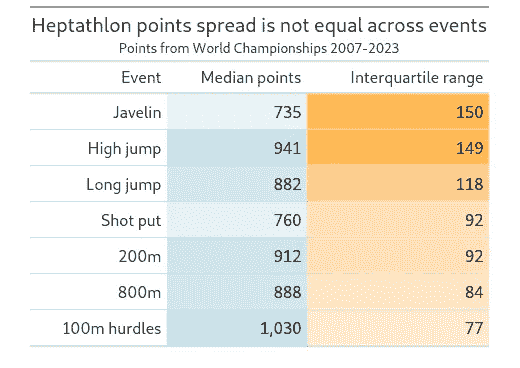 Heptathlon points spread is not equal across events
Points from World Championships 2007-2023
Event Median points Interquartile range
Javelin 735 150
High jump 941 149
Long jump 882 118
Shot put 760 92
200m 912 92
800m 888 84
100m hurdles 1,030 77